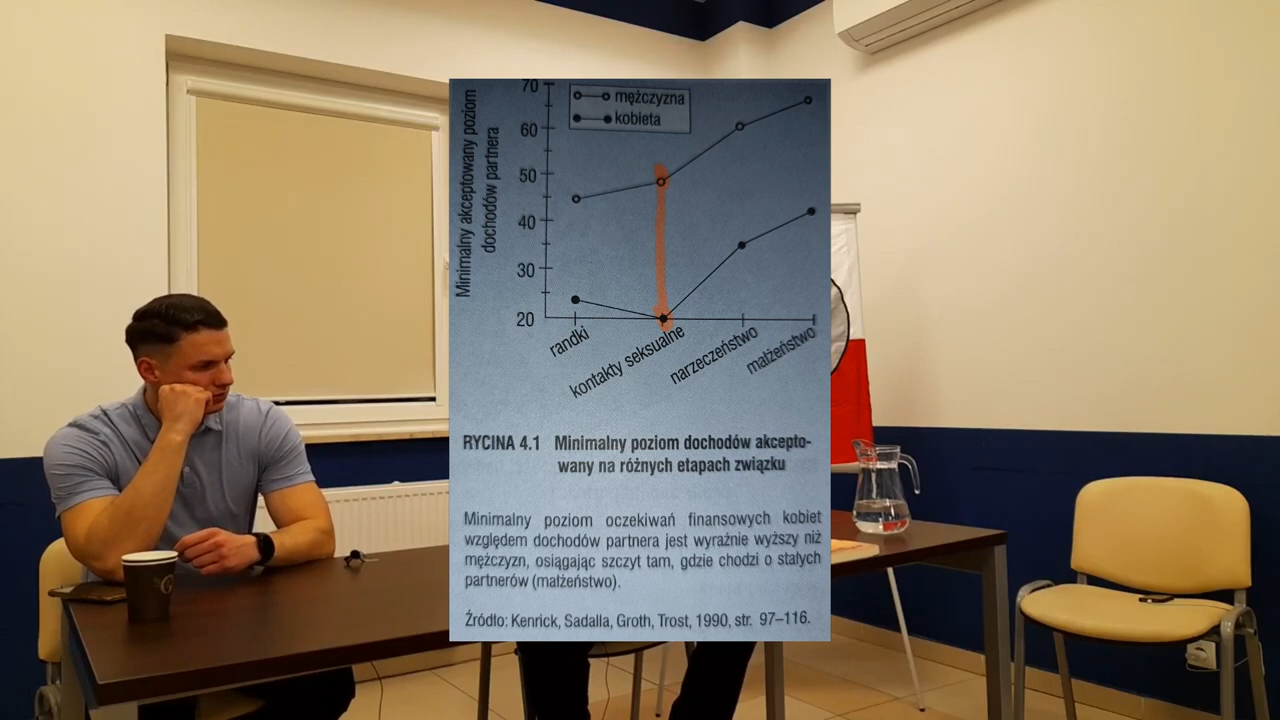 Minimalny akceptowany poziom
dochodów partnera
70
60
50
40
30
20
mężczyzna
kobieta
randki
kontakty seksualne
narzeczeństwo
małżeństwo
RYCINA 4.1 Minimalny poziom dochodów akcepto-
wany na różnych etapach związku
Minimalny poziom oczekiwań finansowych kobiet
względem dochodów partnera jest wyraźnie wyższy niż
mężczyzn, osiągając szczyt tam, gdzie chodzi o stałych
partnerów (małżeństwo).
Źródło: Kenrick, Sadalla, Groth, Trost, 1990, str. 97–116.